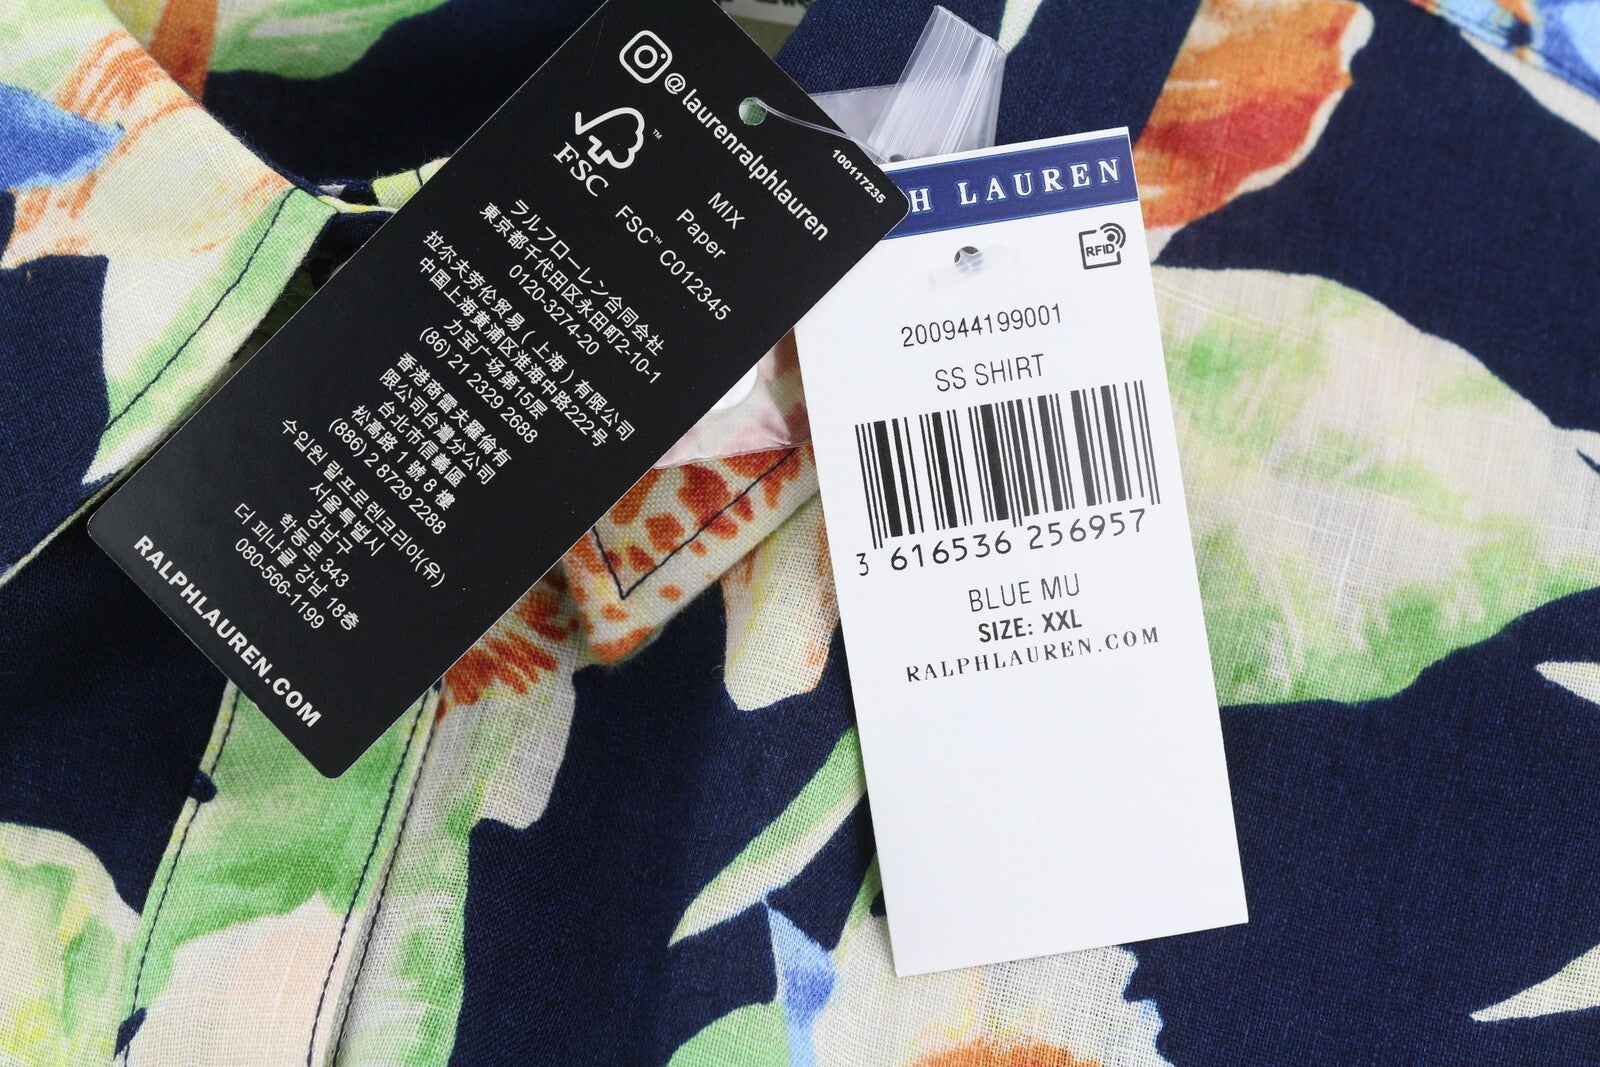 @laurenralphlauren
100117235
FSC
MIX
Paper
FSC™ C012345
ラルフローレン合同会社
東京都千代田区永田町2-10-1
0120-3274-20
拉尔夫劳伦贸易（上海）有限公司
中国上海黄浦区淮海中路222号
力宝广场第15层
(86) 21 2329 2688
香港商雷夫羅倫有
限公司台灣分公司
台北市信義區
松高路 1 號 8 樓
(886) 2 8729 2288
수입원 랄프로렌코리아(유)
서울특별시
강남구
학동로 343
더 피나클 강남 18층
080-566-1199
RALPHLAUREN.COM
H LAUREN
RFID
200944199001
SS SHIRT
3 616536 256957
BLUE MU
SIZE: XXL
RALPHLAUREN.COM